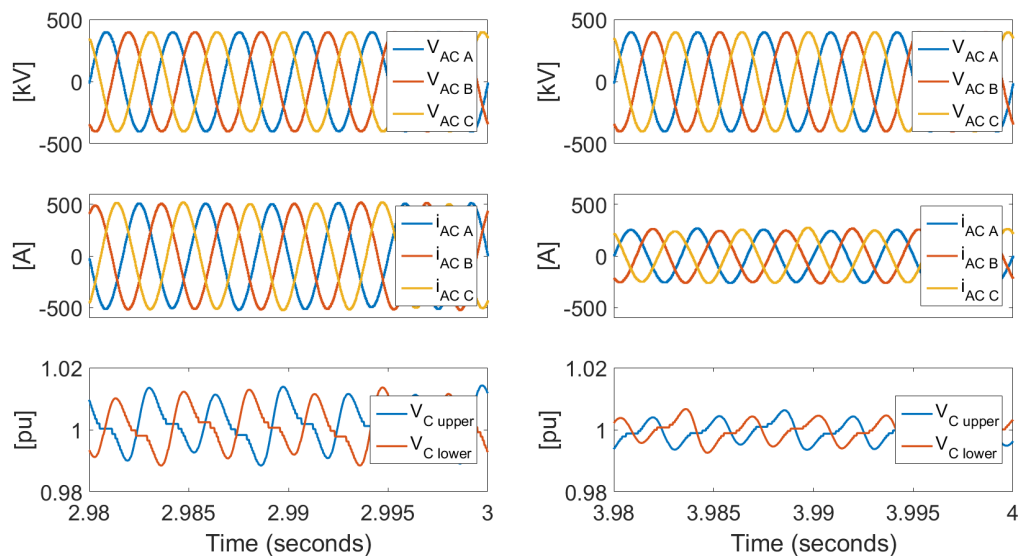 500
0
-500
[kV]
V_AC A
V_AC B
V_AC C
500
0
-500
[kV]
V_AC A
V_AC B
V_AC C
500
0
-500
[A]
i_AC A
i_AC B
i_AC C
500
0
-500
[A]
i_AC A
i_AC B
i_AC C
1.02
1
0.98
[pu]
V_C upper
V_C lower
2.98 2.985 2.99 2.995 3
Time (seconds)
1.02
1
0.98
[pu]
V_C upper
V_C lower
3.98 3.985 3.99 3.995 4
Time (seconds)